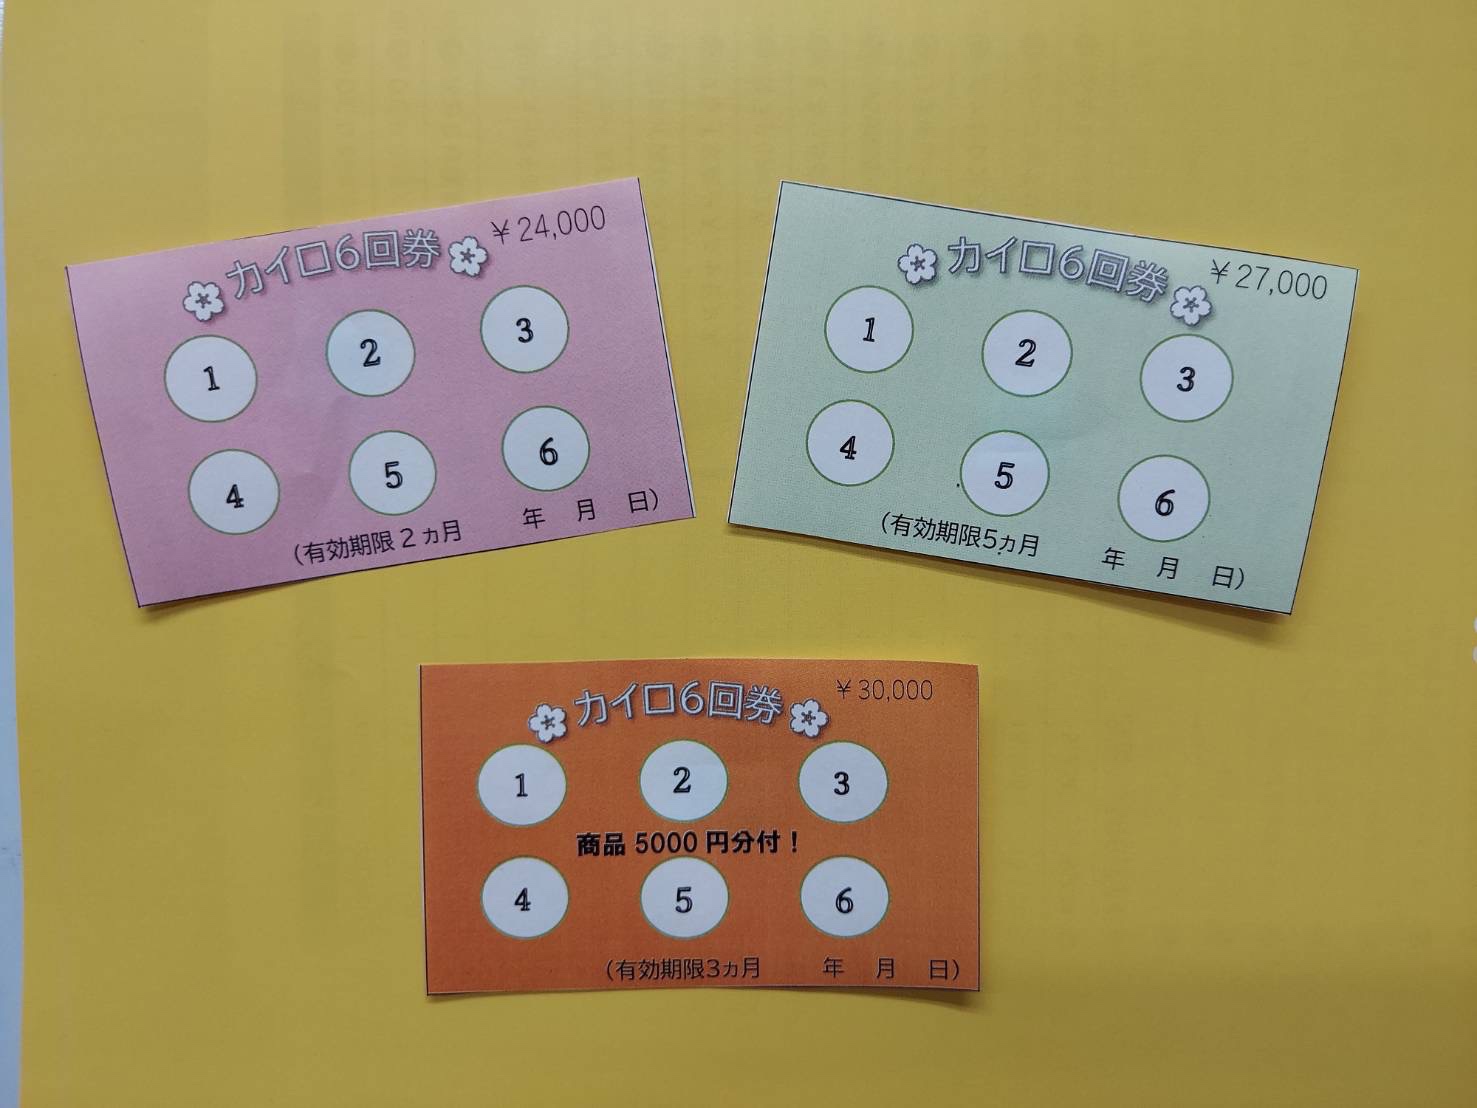 カイロ6回券 ￥24,000
1 2 3
4 5 6
(有効期限2ヵ月 年 月 日)
カイロ6回券 ￥27,000
1 2 3
4 5 6
(有効期限5ヵ月 年 月 日)
カイロ6回券 ￥30,000
1 2 3
商品5000円分付！
4 5 6
(有効期限3ヵ月 年 月 日)